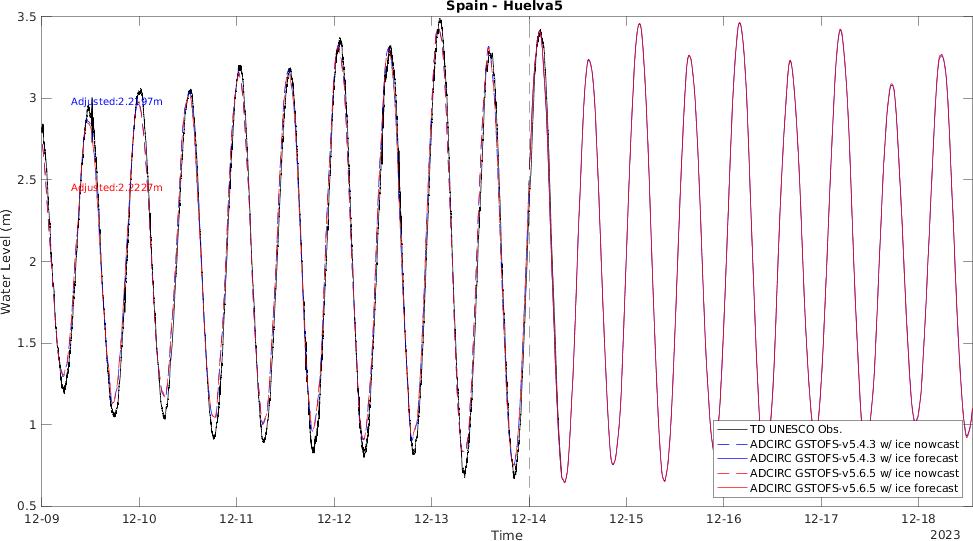 Spain - Huelva5
3.5
3
2.5
2
1.5
1
0.5
Water Level (m)
Adjusted:2.2197m
Adjusted:2.2227m
TD UNESCO Obs.
ADCIRC GSTOFS-v5.4.3 w/ ice nowcast
ADCIRC GSTOFS-v5.4.3 w/ ice forecast
ADCIRC GSTOFS-v5.6.5 w/ ice nowcast
ADCIRC GSTOFS-v5.6.5 w/ ice forecast
12-09 12-10 12-11 12-12 12-13 12-14 12-15 12-16 12-17 12-18
Time
2023